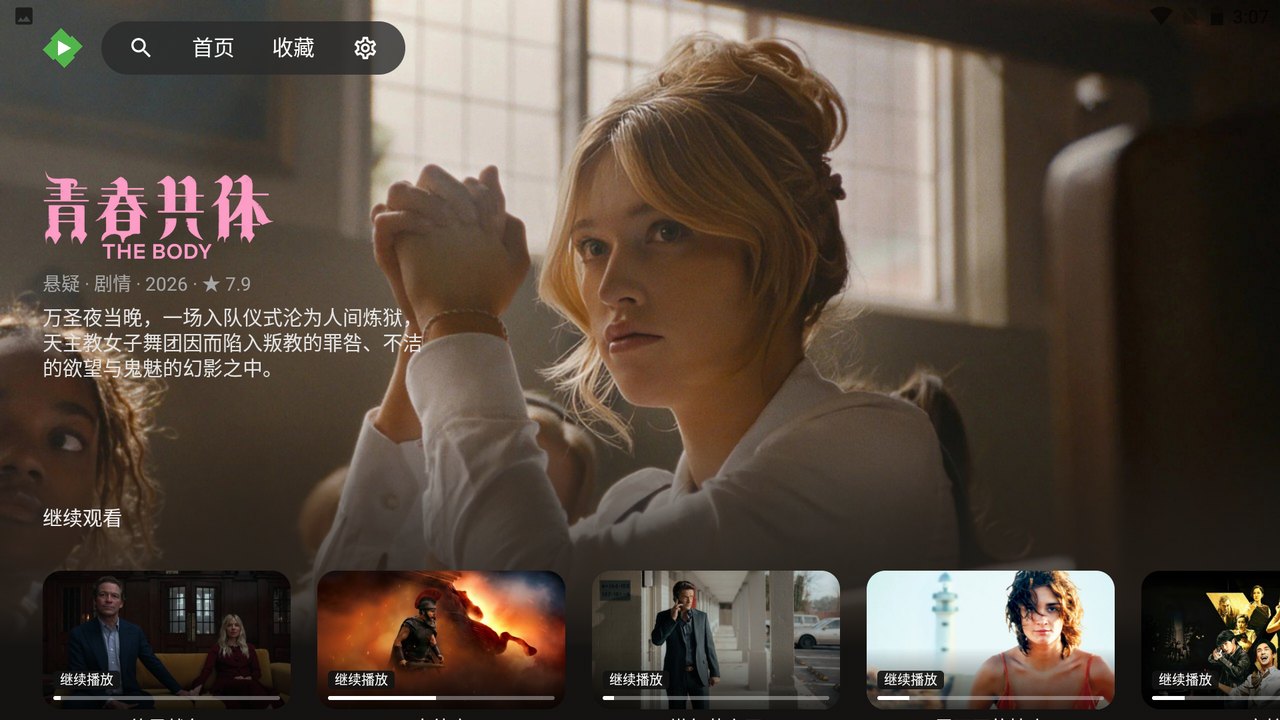 3:07
首页
收藏
青春共体
THE BODY
悬疑 · 剧情 · 2026 · ★ 7.9
万圣夜当晚，一场入队仪式沦为人间炼狱，
天主教女子舞团因而陷入叛教的罪咎、不洁
的欲望与鬼魅的幻影之中。
继续观看
继续播放
继续播放
继续播放
继续播放
继续播放